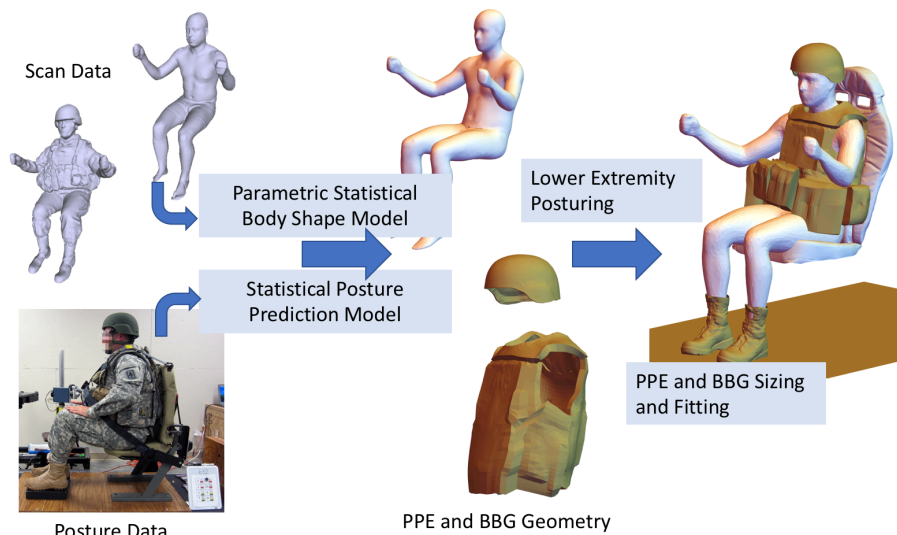 Scan Data
Parametric Statistical
Body Shape Model
Statistical Posture
Prediction Model
Posture Data
Lower Extremity
Posturing
PPE and BBG Geometry
PPE and BBG Sizing
and Fitting